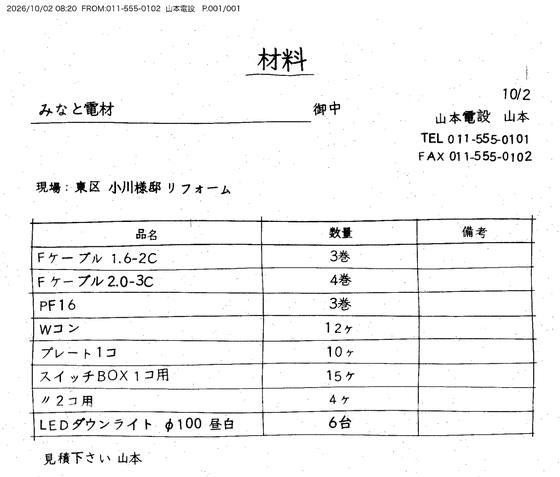 2026/10/02 08:20 FROM:011-555-0102 山本電設 P.001/001
材料
10/2
みなと電材 御中
山本電設 山本
TEL 011-555-0101
FAX 011-555-0102
現場：東区 小川様邸 リフォーム
品名 数量 備考
Fケーブル 1.6-2C 3巻
Fケーブル 2.0-3C 4巻
PF16 3巻
Wコン 12ヶ
プレート1コ 10ヶ
スイッチBOX 1コ用 15ヶ
〃2コ用 4ヶ
LEDダウンライト φ100 昼白 6台
見積下さい 山本